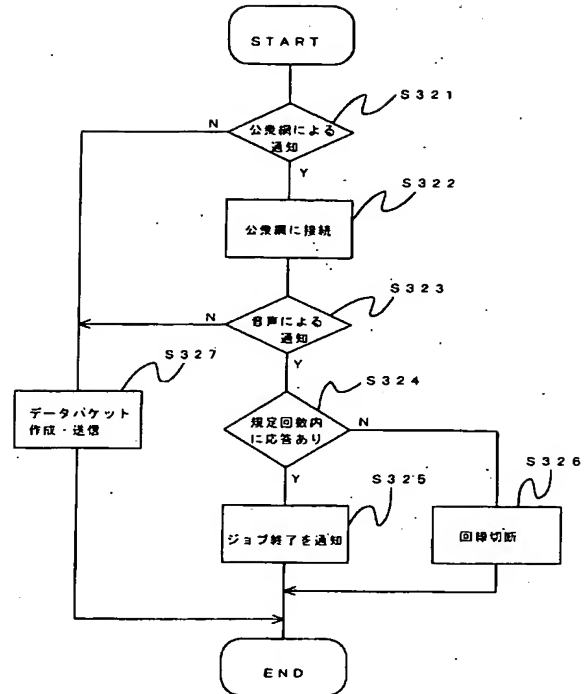 START
S321
N
公衆網による
通知
Y
S322
公衆網に接続
S323
N
音声による
通知
Y
S327
S324
データパケット
作成・送信
規定回数内
に応答あり
N
Y
S325
S326
ジョブ終了を通知
回線切断
END